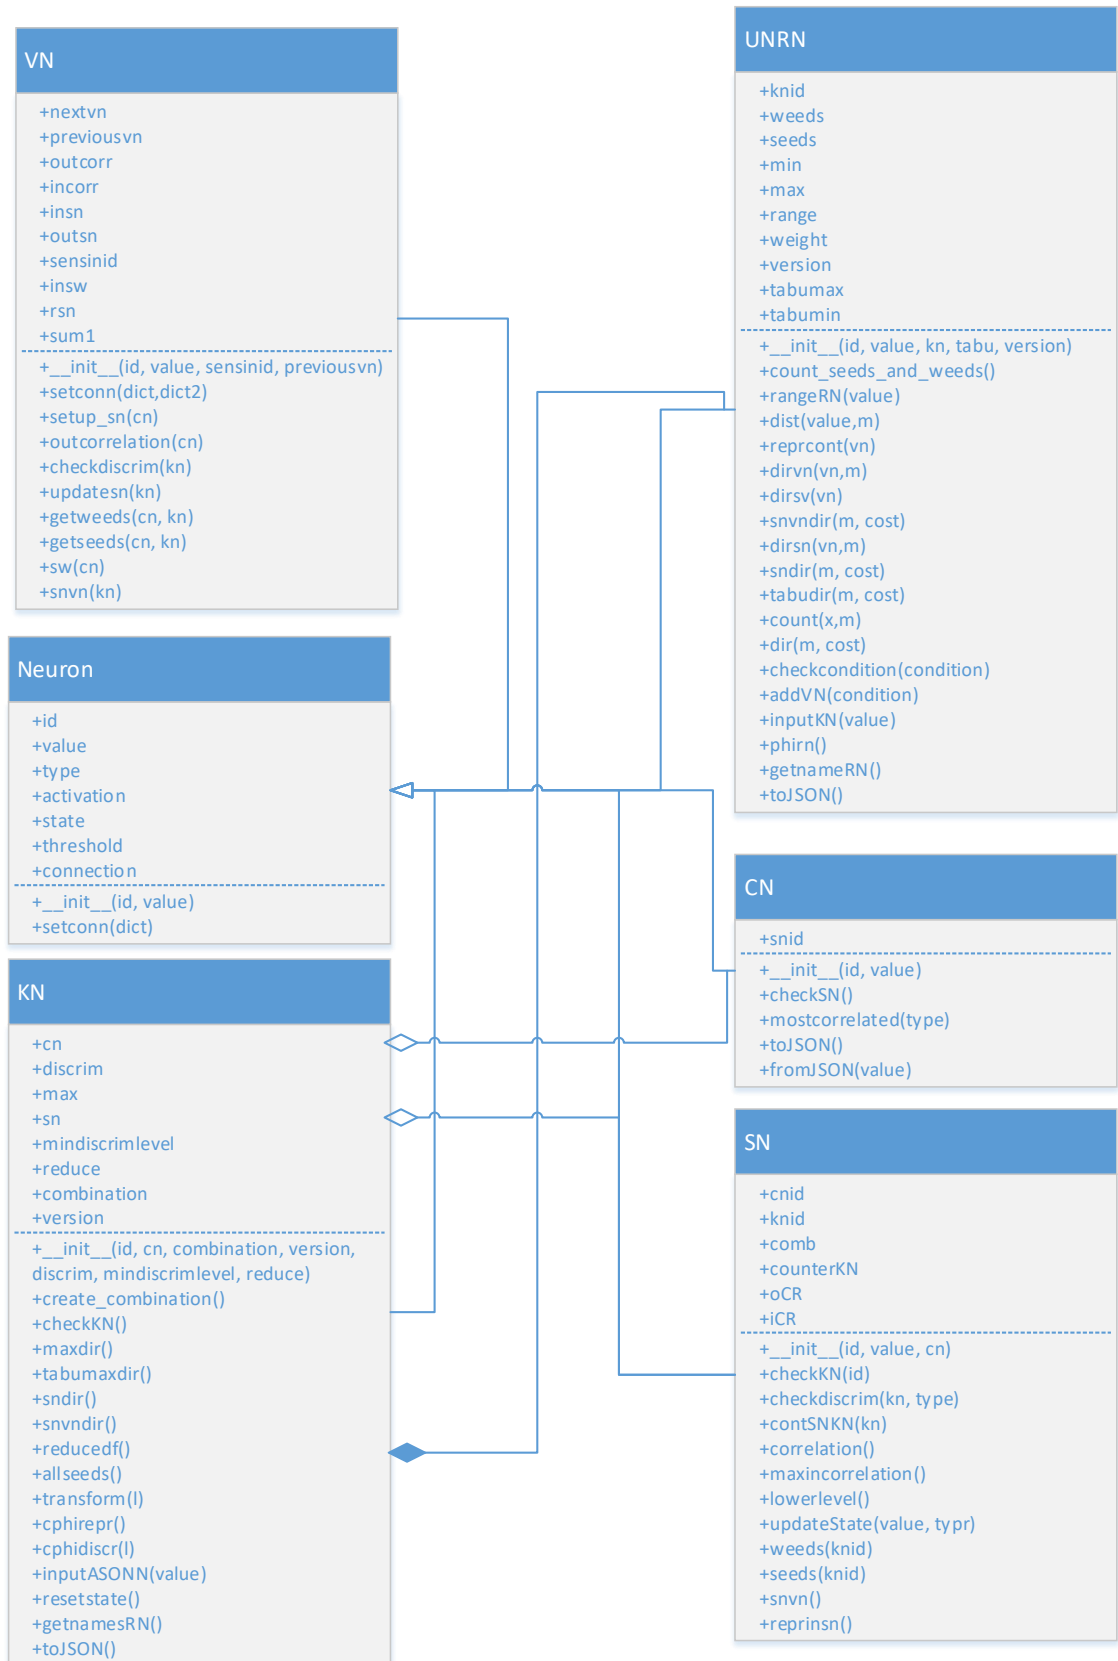 VN
+nextvn
+previousvn
+outcorr
+incorr
+insn
+outsn
+sensinid
+insw
+rsn
+sum1
+__init__(id, value, sensinid, previousvn)
+setconn(dict,dict2)
+setup_sn(cn)
+outcorrelation(cn)
+checkdiscrim(kn)
+updatesn(kn)
+getweeds(cn, kn)
+getseeds(cn, kn)
+sw(cn)
+snvn(kn)
Neuron
+id
+value
+type
+activation
+state
+threshold
+connection
+__init__(id, value)
+setconn(dict)
KN
+cn
+discrim
+max
+sn
+mindiscrimlevel
+reduce
+combination
+version
+__init__(id, cn, combination, version,
discrim, mindiscrimlevel, reduce)
+create_combination()
+checkKN()
+maxdir()
+tabumaxdir()
+sndir()
+snvndir()
+reducedf()
+allseeds()
+transform(l)
+cphirepr()
+cphidiscr(l)
+inputASONN(value)
+resetstate()
+getnamesRN()
+toJSON()
UNRN
+knid
+weeds
+seeds
+min
+max
+range
+weight
+version
+tabumax
+tabumin
+__init__(id, value, kn, tabu, version)
+count_seeds_and_weeds()
+rangeRN(value)
+dist(value,m)
+reprcont(vn)
+dirvn(vn,m)
+dirsv(vn)
+snvndir(m, cost)
+dirsn(vn,m)
+sndir(m, cost)
+tabudir(m, cost)
+count(x,m)
+dir(m, cost)
+checkcondition(condition)
+addVN(condition)
+inputKN(value)
+phirn()
+getnameRN()
+toJSON()
CN
+snid
+__init__(id, value)
+checkSN()
+mostcorrelated(type)
+toJSON()
+fromJSON(value)
SN
+cnid
+knid
+comb
+counterKN
+oCR
+iCR
+__init__(id, value, cn)
+checkKN(id)
+checkdiscrim(kn, type)
+contSNKN(kn)
+correlation()
+maxincorrelation()
+lowerlevel()
+updateState(value, typr)
+weeds(knid)
+seeds(knid)
+snvn()
+reprinsn()